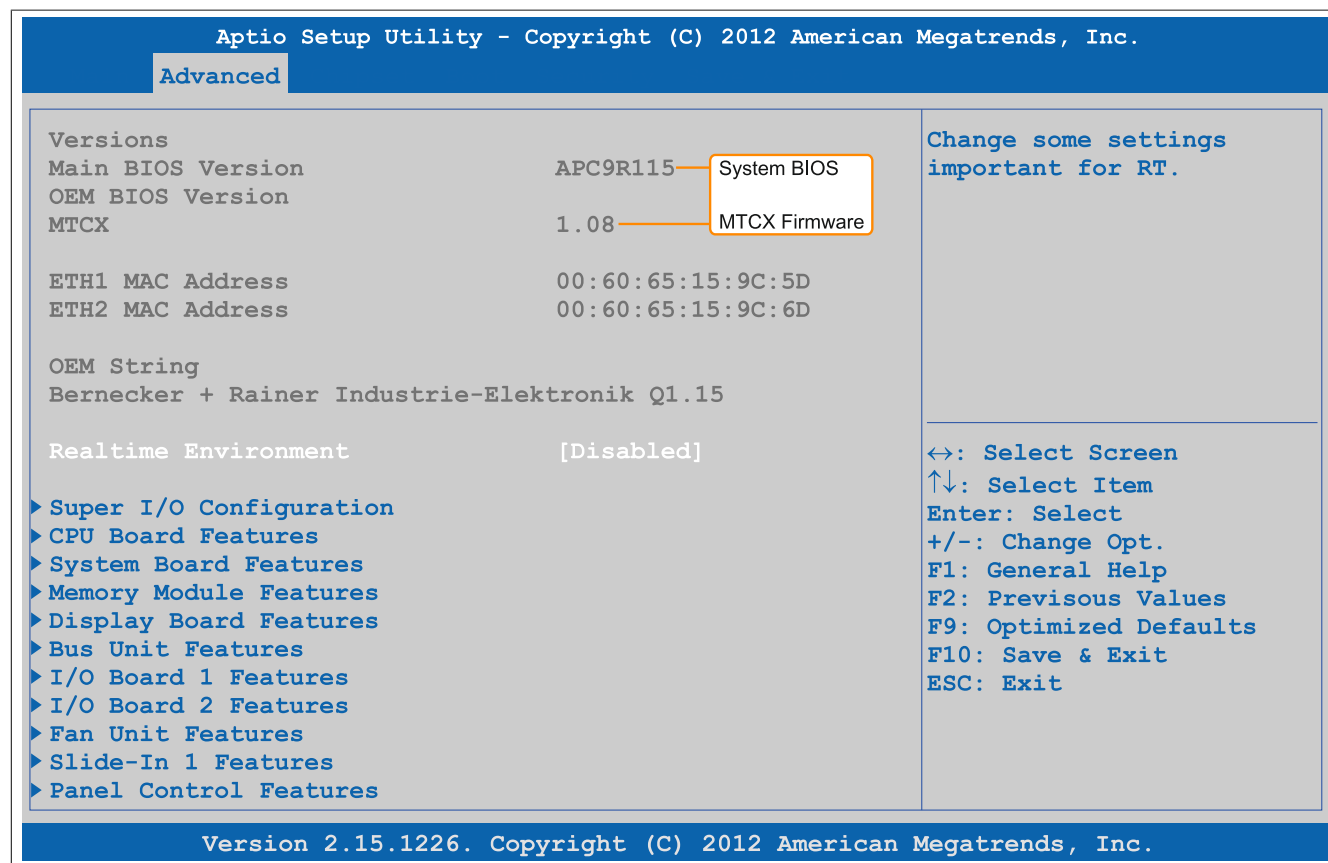 Aptio Setup Utility - Copyright (C) 2012 American Megatrends, Inc.
Advanced
Versions
Main BIOS Version APC9R115 System BIOS
OEM BIOS Version
MTCX 1.08 MTCX Firmware
ETH1 MAC Address 00:60:65:15:9C:5D
ETH2 MAC Address 00:60:65:15:9C:6D
OEM String
Bernecker + Rainer Industrie-Elektronik Q1.15
Realtime Environment [Disabled]
Super I/O Configuration
CPU Board Features
System Board Features
Memory Module Features
Display Board Features
Bus Unit Features
I/O Board 1 Features
I/O Board 2 Features
Fan Unit Features
Slide-In 1 Features
Panel Control Features
Change some settings
important for RT.
↔: Select Screen
↑↓: Select Item
Enter: Select
+/-: Change Opt.
F1: General Help
F2: Previsous Values
F9: Optimized Defaults
F10: Save & Exit
ESC: Exit
Version 2.15.1226. Copyright (C) 2012 American Megatrends, Inc.